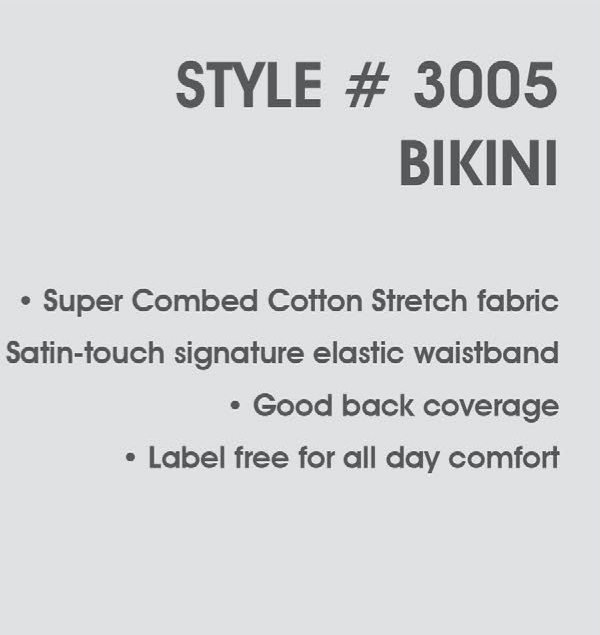 STYLE # 3005
BIKINI
• Super Combed Cotton Stretch fabric
Satin-touch signature elastic waistband
• Good back coverage
• Label free for all day comfort